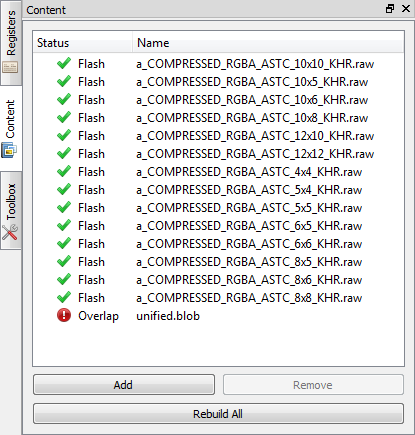 Content
Registers
Content
Toolbox
Status Name
Flash a_COMPRESSED_RGBA_ASTC_10x10_KHR.raw
Flash a_COMPRESSED_RGBA_ASTC_10x5_KHR.raw
Flash a_COMPRESSED_RGBA_ASTC_10x6_KHR.raw
Flash a_COMPRESSED_RGBA_ASTC_10x8_KHR.raw
Flash a_COMPRESSED_RGBA_ASTC_12x10_KHR.raw
Flash a_COMPRESSED_RGBA_ASTC_12x12_KHR.raw
Flash a_COMPRESSED_RGBA_ASTC_4x4_KHR.raw
Flash a_COMPRESSED_RGBA_ASTC_5x4_KHR.raw
Flash a_COMPRESSED_RGBA_ASTC_5x5_KHR.raw
Flash a_COMPRESSED_RGBA_ASTC_6x5_KHR.raw
Flash a_COMPRESSED_RGBA_ASTC_6x6_KHR.raw
Flash a_COMPRESSED_RGBA_ASTC_8x5_KHR.raw
Flash a_COMPRESSED_RGBA_ASTC_8x6_KHR.raw
Flash a_COMPRESSED_RGBA_ASTC_8x8_KHR.raw
Overlap unified.blob
Add Remove
Rebuild All